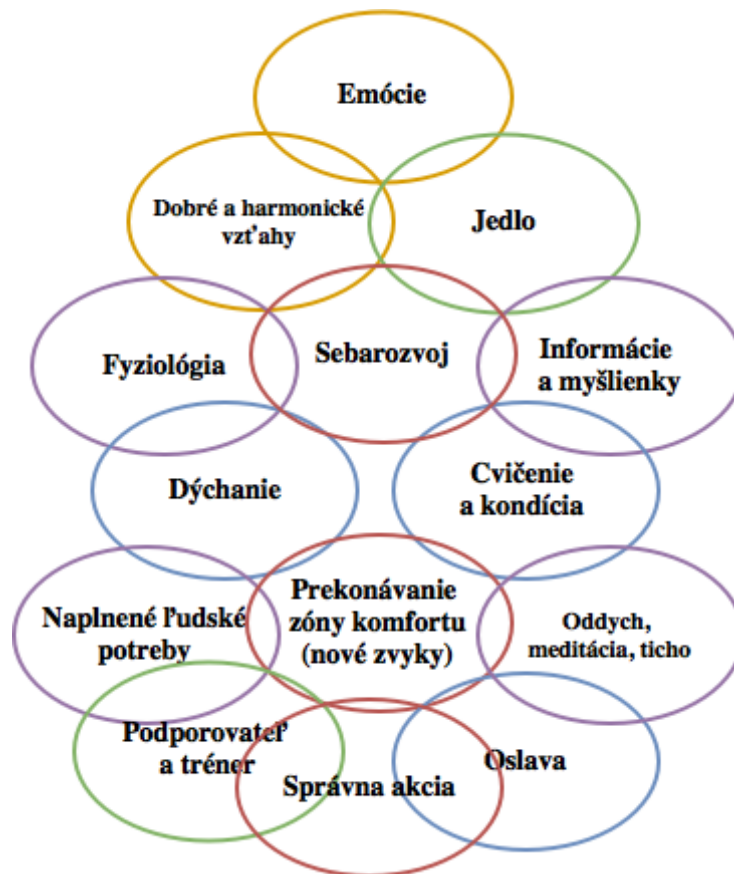 Emócie
Dobré a harmonické
vzťahy
Jedlo
Fyziológia
Sebarozvoj
Informácie
a myšlienky
Dýchanie
Cvičenie
a kondícia
Naplnené ľudské
potreby
Prekonávanie
zóny komfortu
(nové zvyky)
Oddych,
meditácia, ticho
Podporovateľ
a tréner
Správna akcia
Oslava